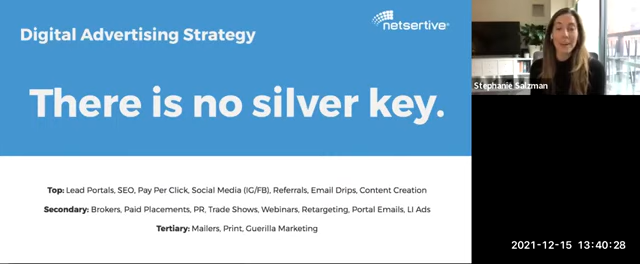 Digital Advertising Strategy
netsertive
There is no silver key.
Top: Lead Portals, SEO, Pay Per Click, Social Media (IG/FB), Referrals, Email Drips, Content Creation
Secondary: Brokers, Paid Placements, PR, Trade Shows, Webinars, Retargeting, Portal Emails, LI Ads
Tertiary: Mailers, Print, Guerilla Marketing
Stephanie Salzman
2021-12-15 13:40:28